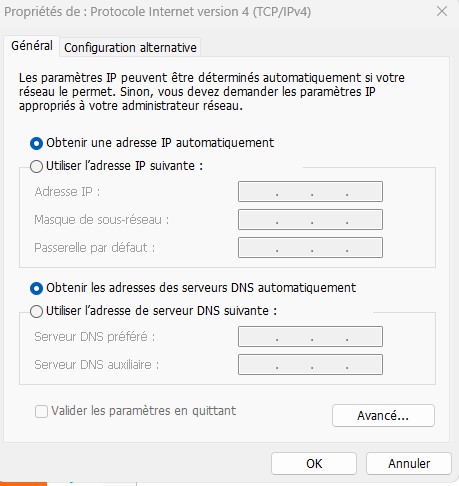 Propriétés de : Protocole Internet version 4 (TCP/IPv4)
Général
Configuration alternative
Les paramètres IP peuvent être déterminés automatiquement si votre
réseau le permet. Sinon, vous devez demander les paramètres IP
appropriés à votre administrateur réseau.
Obtenir une adresse IP automatiquement
Utiliser l’adresse IP suivante :
Adresse IP :
Masque de sous-réseau :
Passerelle par défaut :
Obtenir les adresses des serveurs DNS automatiquement
Utiliser l’adresse de serveur DNS suivante :
Serveur DNS préféré :
Serveur DNS auxiliaire :
Valider les paramètres en quittant
Avancé...
OK
Annuler